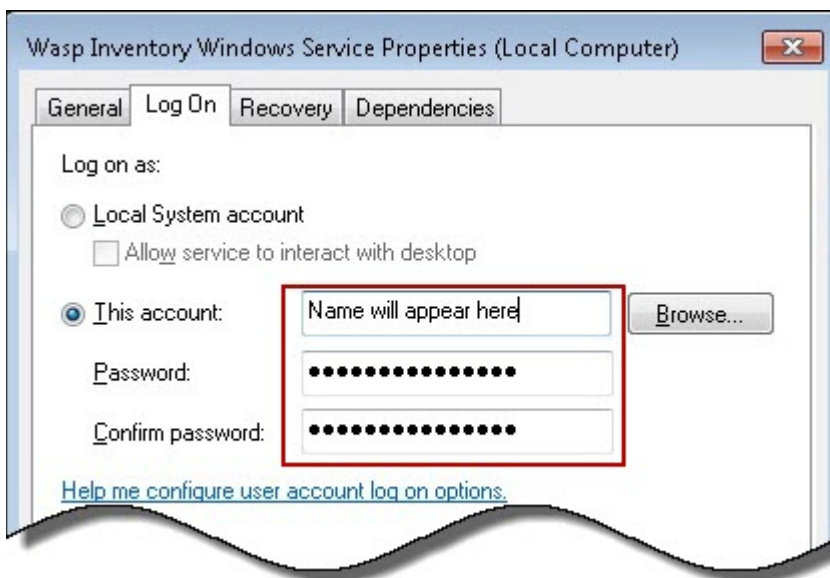 Wasp Inventory Windows Service Properties (Local Computer)
General Log On Recovery Dependencies
Log on as:
Local System account
Allow service to interact with desktop
This account: Name will appear here Browse...
Password: ●●●●●●●●●●●●●●●
Confirm password: ●●●●●●●●●●●●●●●
Help me configure user account log on options.